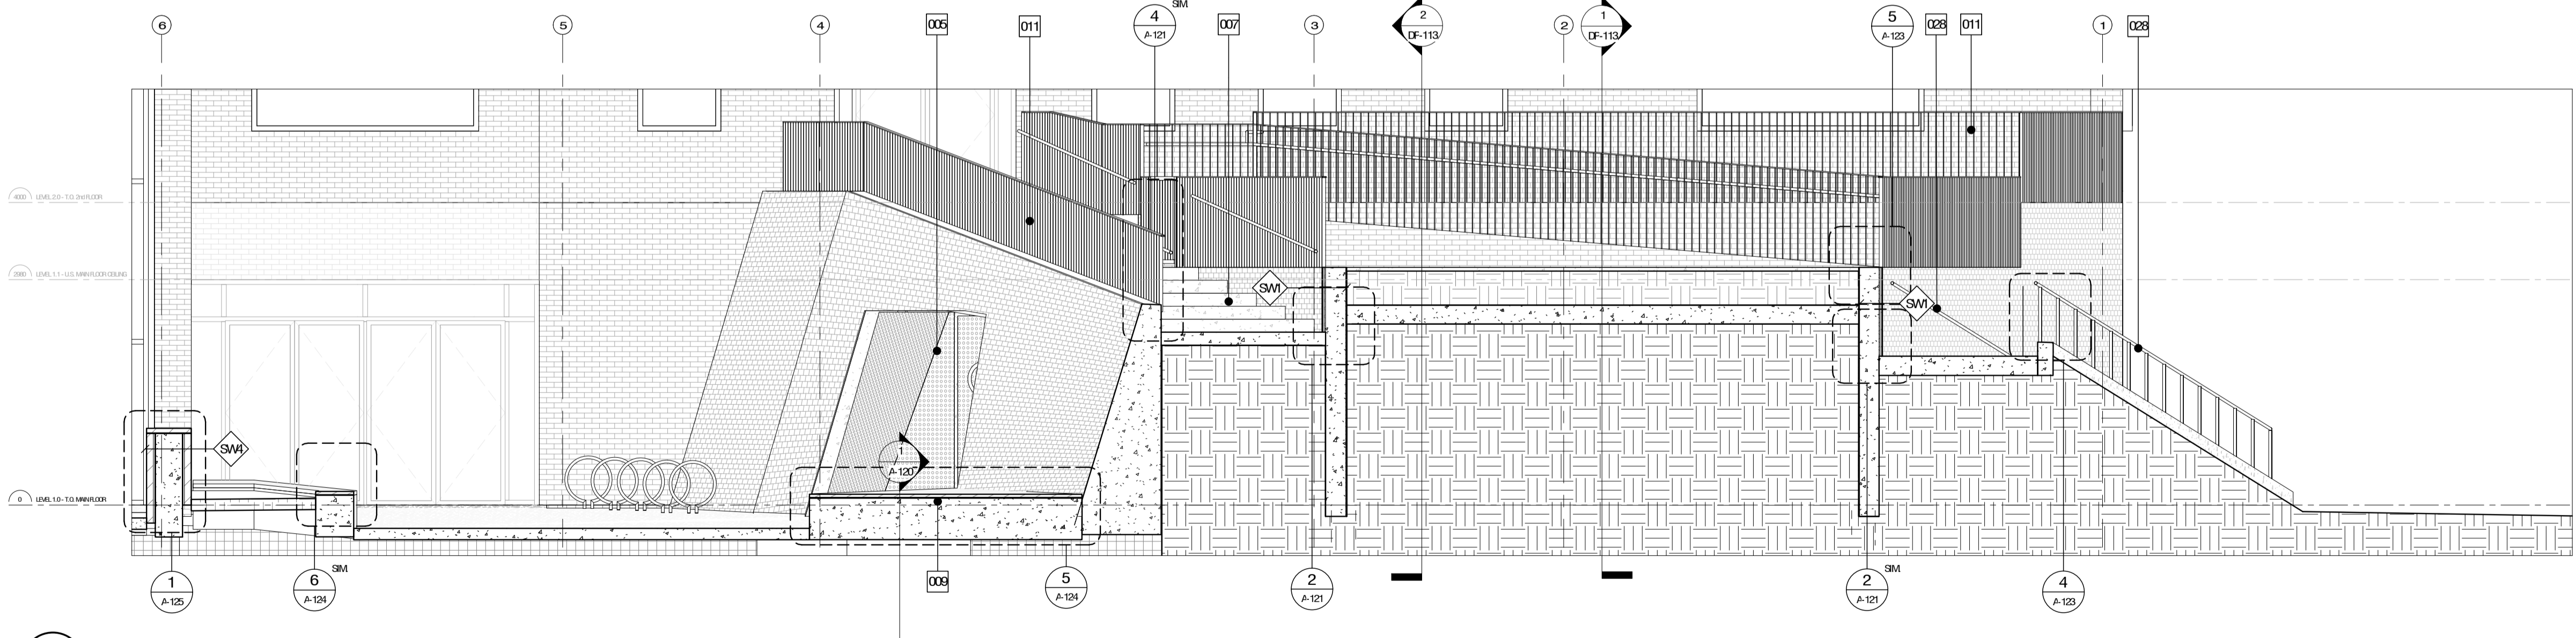 SIM.
6
5
4
005
011
4
A-121
007
3
2
DF-113
2
1
DF-113
5
A-123
028
011
1
028
4000 LEVEL 2.0 - T.O. 2nd FLOOR
2980 LEVEL 1.1 - U.S. MAIN FLOOR CEILING
SW1
SW1
SW4
1
A-120
0 LEVEL 1.0 - T.O. MAIN FLOOR
1
A-125
6
A-124
SIM.
009
5
A-124
2
A-121
2
A-121
SIM.
4
A-123